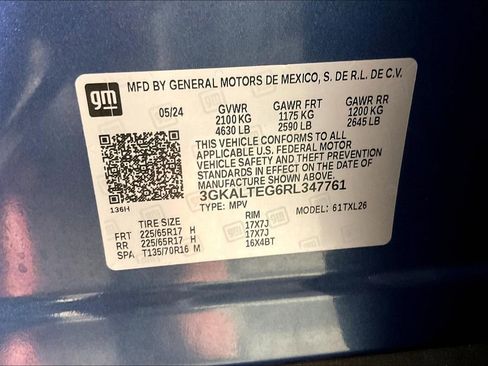 gm
MFD BY GENERAL MOTORS DE MEXICO, S. DE R.L. DE C.V.
05/24 GVWR GAWR FRT GAWR RR
2100 KG 1175 KG 1200 KG
4630 LB 2590 LB 2645 LB
THIS VEHICLE CONFORMS TO ALL
APPLICABLE U.S. FEDERAL MOTOR
VEHICLE SAFETY AND THEFT PREVENTION
STANDARDS IN EFFECT ON THE DATE OF
MANUFACTURE SHOWN ABOVE.
3GKALTEG6RL347761
136H TYPE: MPV MODEL: 61TXL26
TIRE SIZE RIM
FRT 225/65R17 H 17X7J
RR 225/65R17 H 17X7J
SPA T135/70R16 M 16X4BT